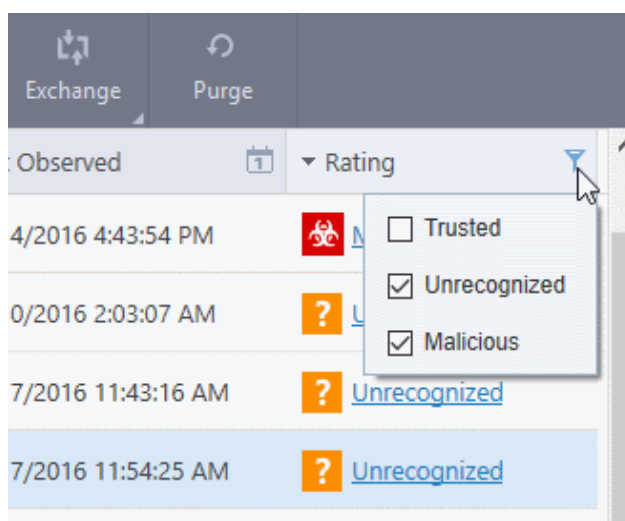 Exchange Purge
Observed 1 Rating
4/2016 4:43:54 PM M Trusted
0/2016 2:03:07 AM ? U Unrecognized
Malicious
7/2016 11:43:16 AM ? Unrecognized
7/2016 11:54:25 AM ? Unrecognized